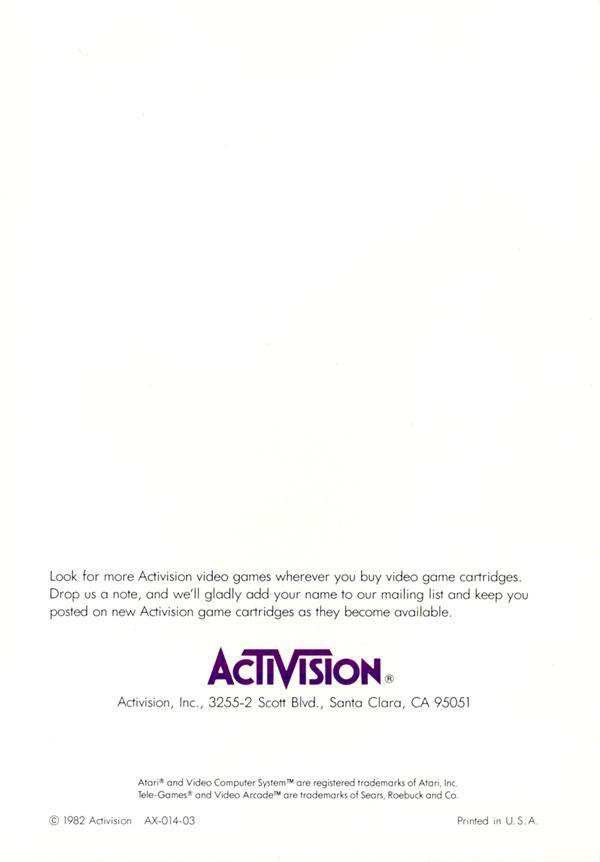 Look for more Activision video games wherever you buy video game cartridges.
Drop us a note, and we'll gladly add your name to our mailing list and keep you
posted on new Activision game cartridges as they become available.
ACTIVISION®
Activision, Inc., 3255-2 Scott Blvd., Santa Clara, CA 95051
Atari® and Video Computer System™ are registered trademarks of Atari, Inc.
Tele-Games® and Video Arcade™ are trademarks of Sears, Roebuck and Co.
© 1982 Activision AX-014-03 Printed in U.S.A.